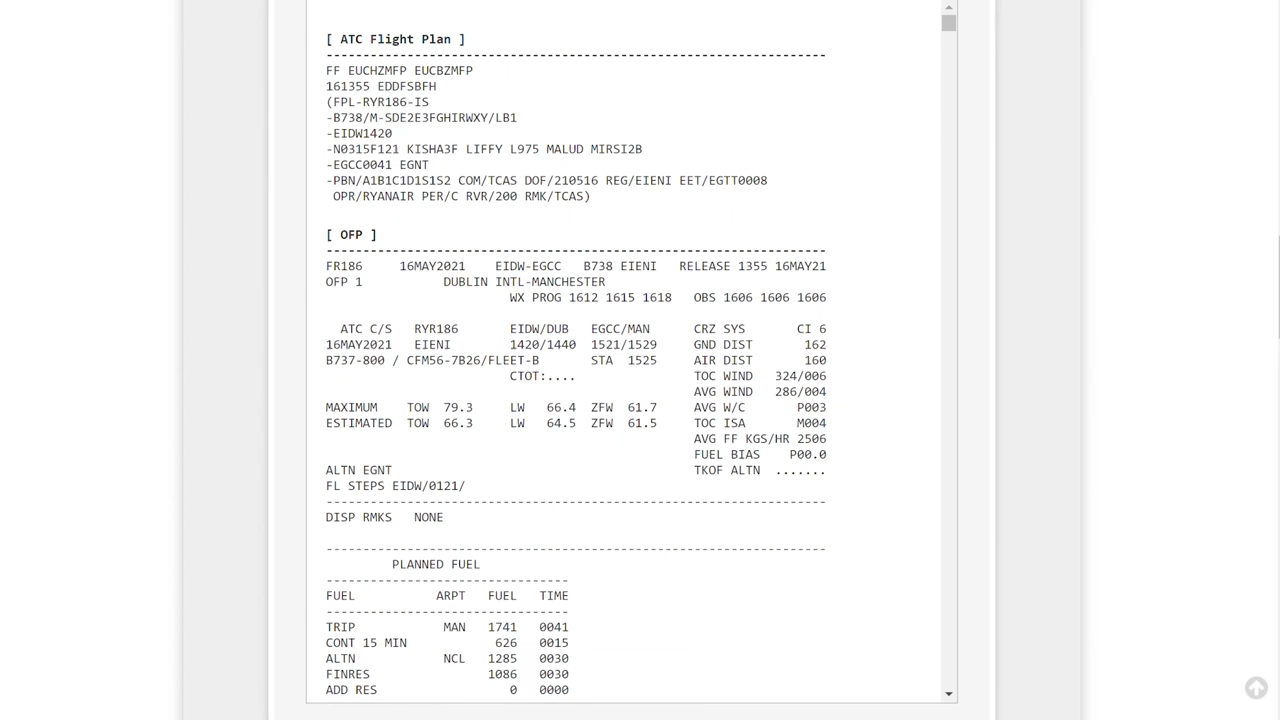 [ ATC Flight Plan ]
--------------------------------------------------------------------
FF EUCHZMFP EUCBZMFP
161355 EDDFSBFH
(FPL-RYR186-IS
-B738/M-SDE2E3FGHIRWXY/LB1
-EIDW1420
-N0315F121 KISHA3F LIFFY L975 MALUD MIRSI2B
-EGCC0041 EGNT
-PBN/A1B1C1D1S1S2 COM/TCAS DOF/210516 REG/EIENI EET/EGTT0008
OPR/RYANAIR PER/C RVR/200 RMK/TCAS)
[ OFP ]
--------------------------------------------------------------------
FR186     16MAY2021    EIDW-EGCC   B738 EIENI   RELEASE 1355 16MAY21
OFP 1           DUBLIN INTL-MANCHESTER
WX PROG 1612 1615 1618   OBS 1606 1606 1606
ATC C/S   RYR186       EIDW/DUB   EGCC/MAN      CRZ SYS        CI 6
16MAY2021   EIENI        1420/1440  1521/1529     GND DIST        162
B737-800 / CFM56-7B26/FLEET-B       STA  1525     AIR DIST        160
CTOT:....                TOC WIND   324/006
AVG WIND   286/004
MAXIMUM    TOW  79.3     LW   66.4  ZFW  61.7     AVG W/C        P003
ESTIMATED  TOW  66.3     LW   64.5  ZFW  61.5     TOC ISA        M004
AVG FF KGS/HR 2506
FUEL BIAS    P00.0
ALTN EGNT                                         TKOF ALTN  .......
FL STEPS EIDW/0121/
--------------------------------------------------------------------
DISP RMKS   NONE
--------------------------------------------------------------------
PLANNED FUEL
---------------------------------
FUEL           ARPT   FUEL   TIME
---------------------------------
TRIP            MAN   1741   0041
CONT 15 MIN            626   0015
ALTN            NCL   1285   0030
FINRES                1086   0030
ADD RES                  0   0000